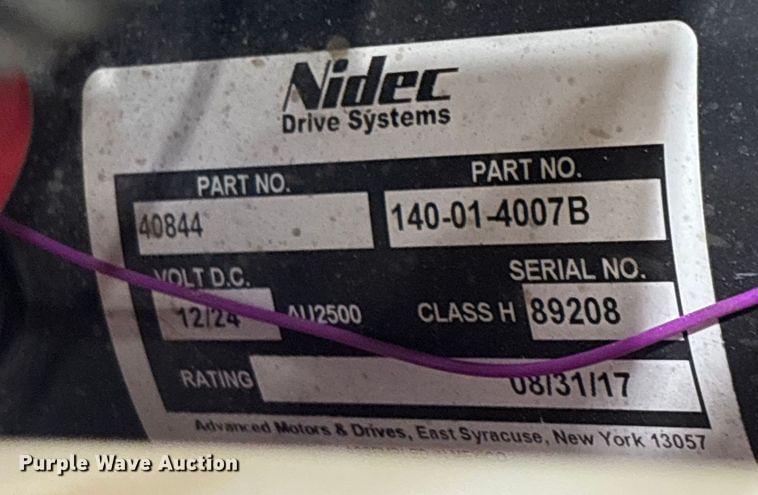 Nidec
Drive Systems
PART NO. PART NO.
40844 140-01-4007B
VOLT D.C. SERIAL NO.
12/24 AU2500 CLASS H 89208
RATING 08/31/17
Advanced Motors & Drives, East Syracuse, New York 13057
Purple Wave Auction